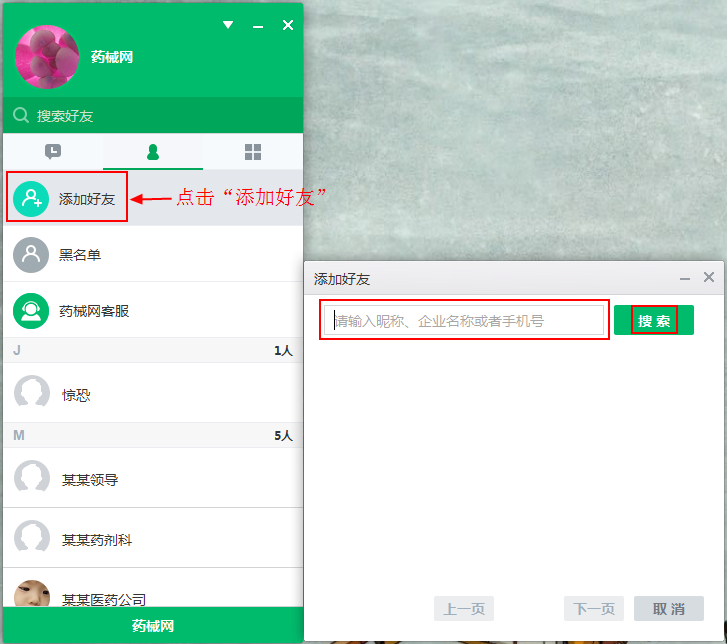 药械网
搜索好友
添加好友
点击“添加好友”
黑名单
药械网客服
J 1人
惊恐
M 5人
某某领导
某某药剂科
某某医药公司
药械网
添加好友
请输入昵称、企业名称或者手机号
搜 索
上一页
下一页
取 消